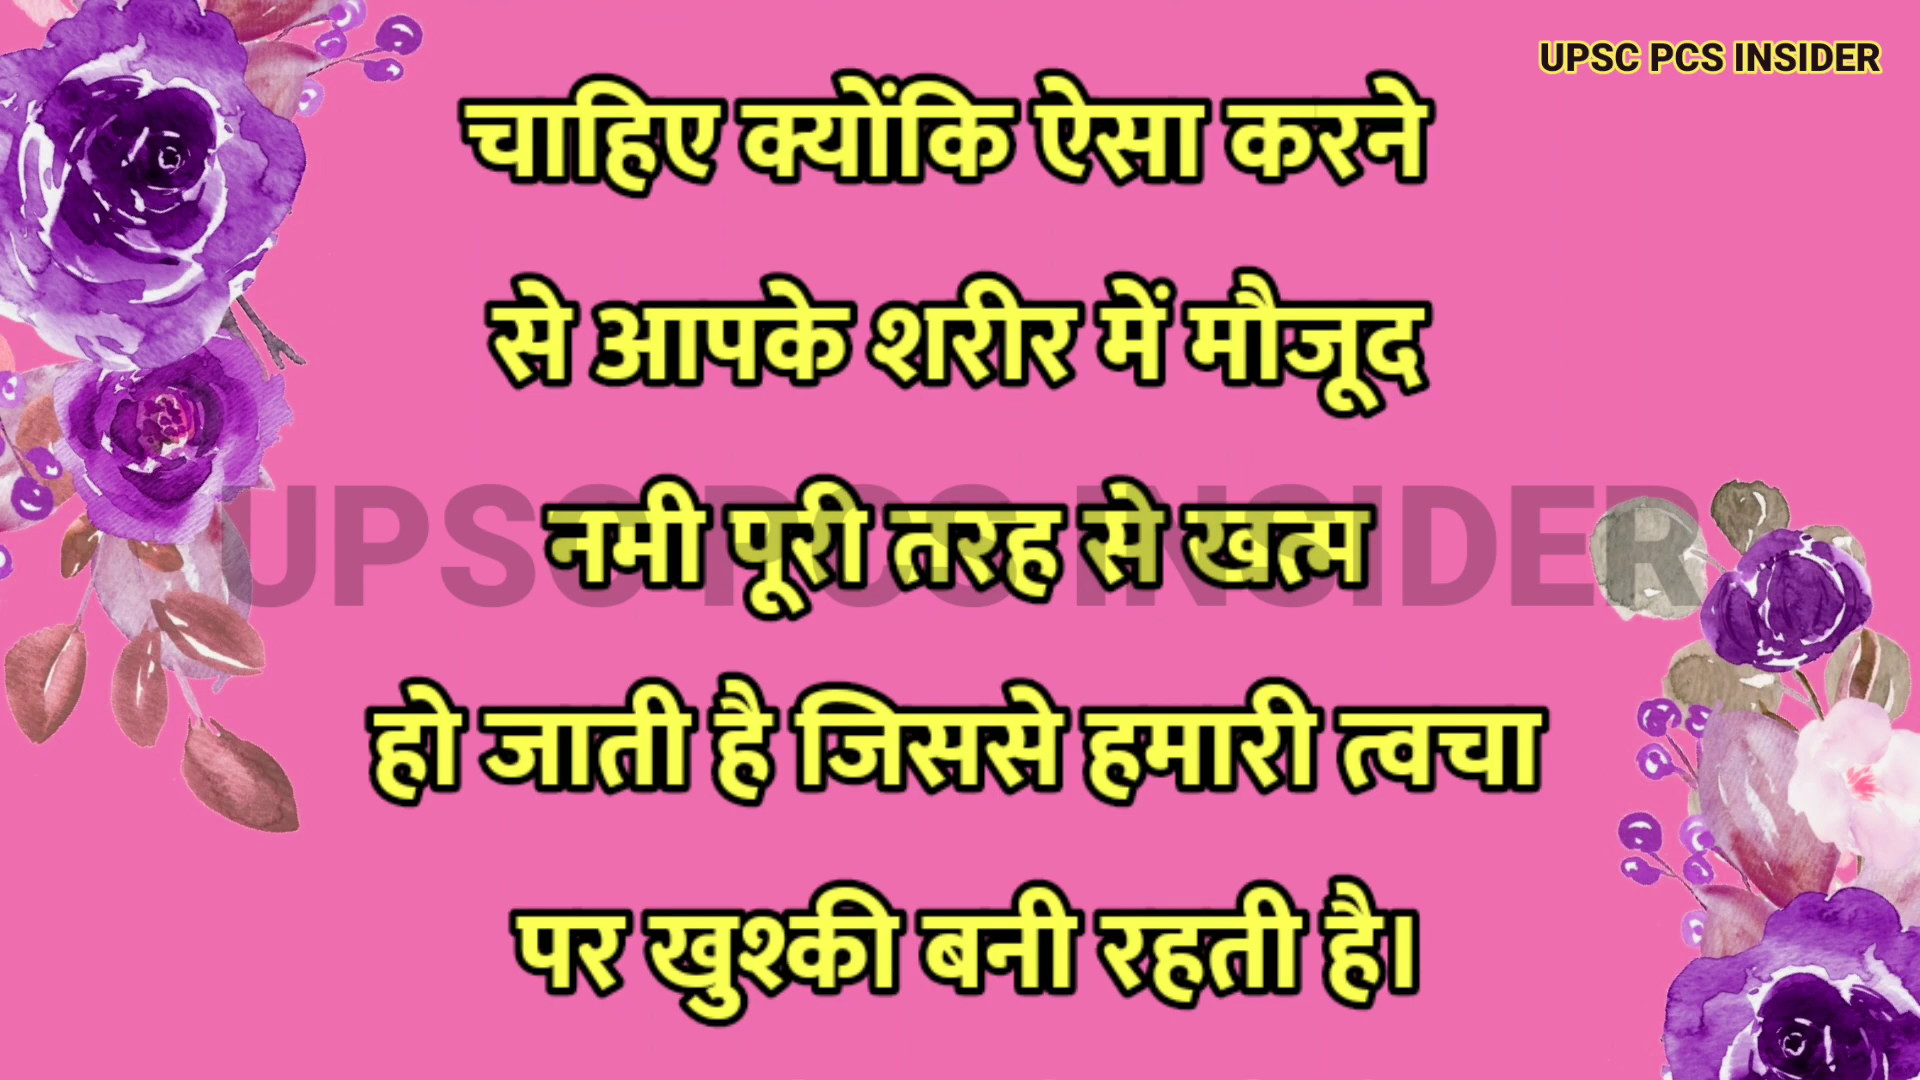 UPSC PCS INSIDER
चाहिए क्योंकि ऐसा करने
से आपके शरीर में मौजूद
नमी पूरी तरह से खत्म
UPSC PCS INSIDER
हो जाती है जिससे हमारी त्वचा
पर खुश्की बनी रहती है।